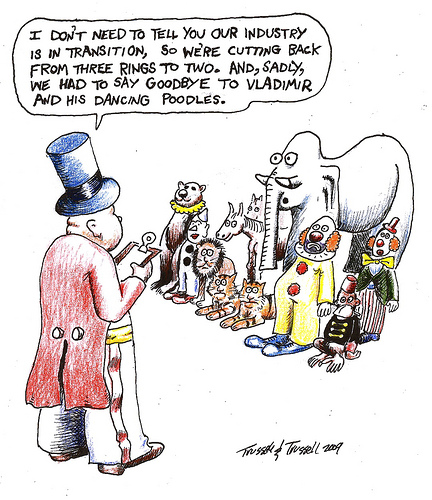 I DON'T NEED TO TELL YOU OUR INDUSTRY
IS IN TRANSITION, SO WE'RE CUTTING BACK
FROM THREE RINGS TO TWO. AND, SADLY,
WE HAD TO SAY GOODBYE TO VLADIMIR
AND HIS DANCING POODLES.
Trussell & Trussell 2009